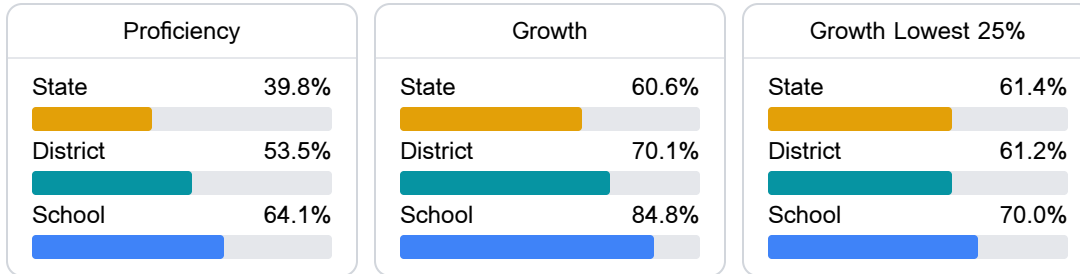 Proficiency
State 39.8%
District 53.5%
School 64.1%
Growth
State 60.6%
District 70.1%
School 84.8%
Growth Lowest 25%
State 61.4%
District 61.2%
School 70.0%